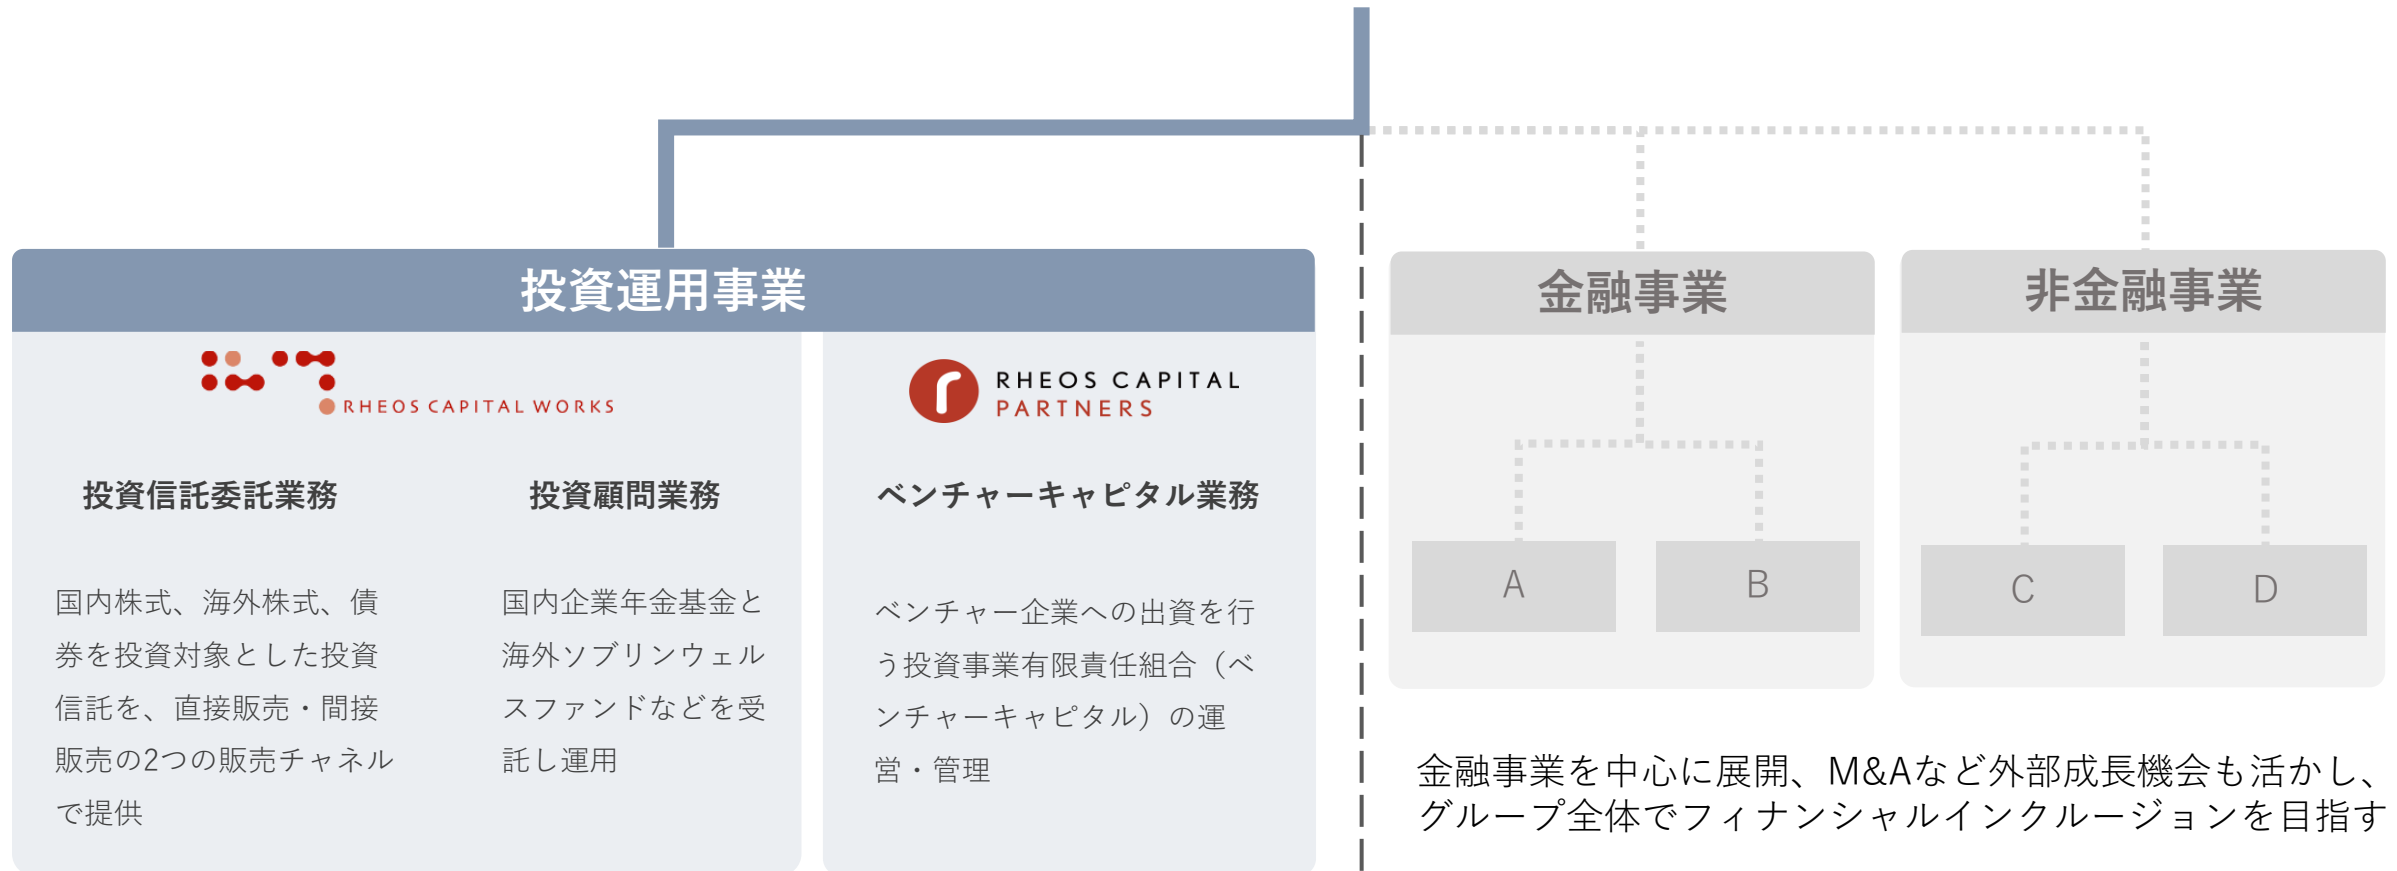 投資運用事業
RHEOS CAPITAL WORKS
投資信託委託業務
国内株式、海外株式、債
券を投資対象とした投資
信託を、直接販売・間接
販売の2つの販売チャネル
で提供
投資顧問業務
国内企業年金基金と
海外ソブリンウェル
スファンドなどを受
託し運用
RHEOS CAPITAL
PARTNERS
ベンチャーキャピタル業務
ベンチャー企業への出資を行
う投資事業有限責任組合（ベ
ンチャーキャピタル）の運
営・管理
金融事業
A
B
非金融事業
C
D
金融事業を中心に展開、M&Aなど外部成長機会も活かし、
グループ全体でフィナンシャルインクルージョンを目指す